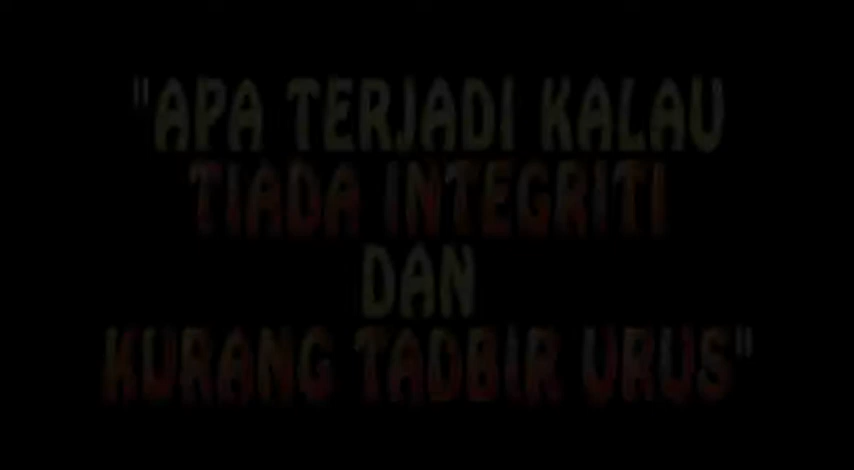 "APA TERJADI KALAU
TIADA INTEGRITI
DAN
KURANG TADBIR URUS"